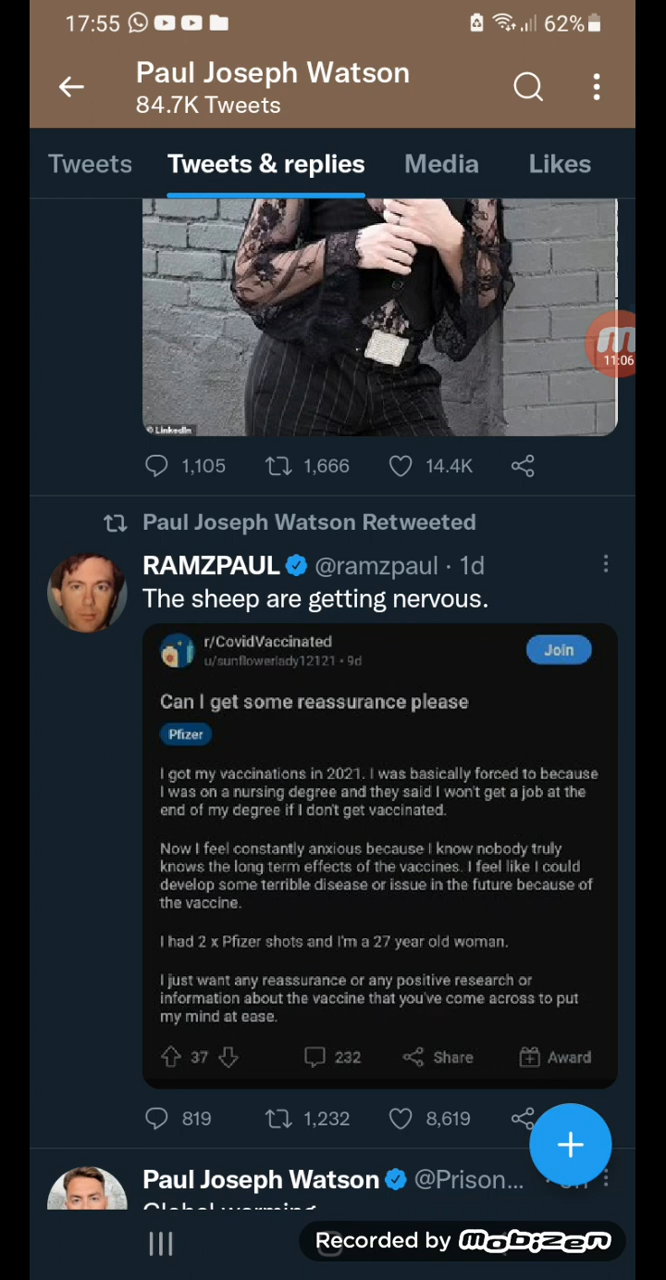 17:55 62%
Paul Joseph Watson
84.7K Tweets
Tweets Tweets & replies Media Likes
11:06
© LinkedIn
1,105 1,666 14.4K
Paul Joseph Watson Retweeted
RAMZPAUL @ramzpaul · 1d
The sheep are getting nervous.
r/CovidVaccinated
u/sunflowerlady12121 • 9d
Join
Can I get some reassurance please
Pfizer
I got my vaccinations in 2021. I was basically forced to because
I was on a nursing degree and they said I won't get a job at the
end of my degree if I don't get vaccinated.
Now I feel constantly anxious because I know nobody truly
knows the long term effects of the vaccines. I feel like I could
develop some terrible disease or issue in the future because of
the vaccine.
I had 2 x Pfizer shots and I'm a 27 year old woman.
I just want any reassurance or any positive research or
information about the vaccine that you've come across to put
my mind at ease.
37 232 Share Award
819 1,232 8,619
Paul Joseph Watson @Prison...
Global warming
Recorded by mobizen